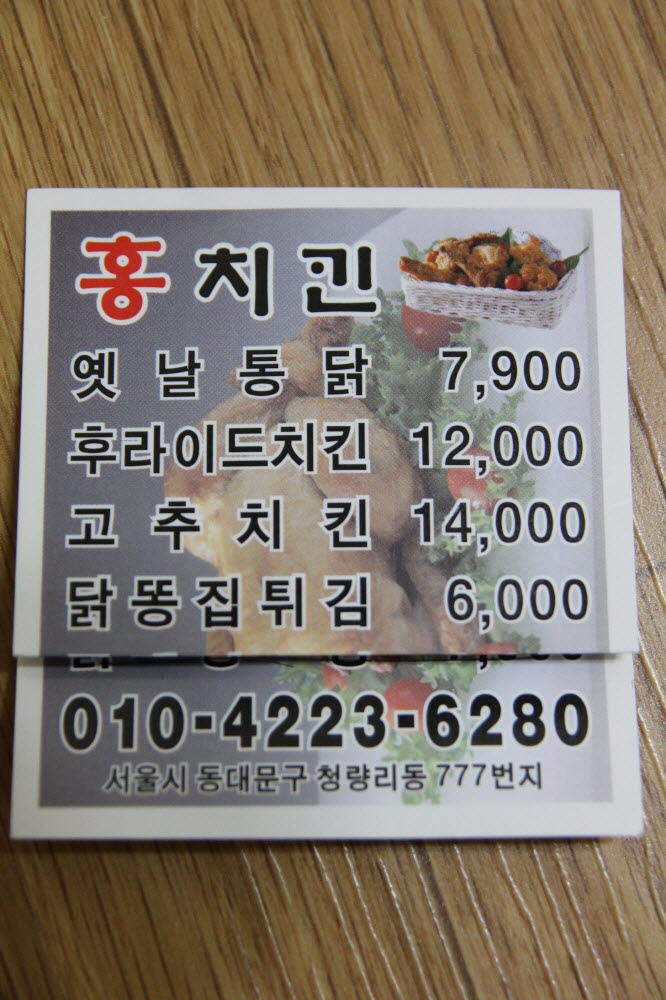 홍치킨
옛날통닭 7,900
후라이드치킨 12,000
고추치킨 14,000
닭똥집튀김 6,000
010-4223-6280
서울시 동대문구 청량리동 777번지